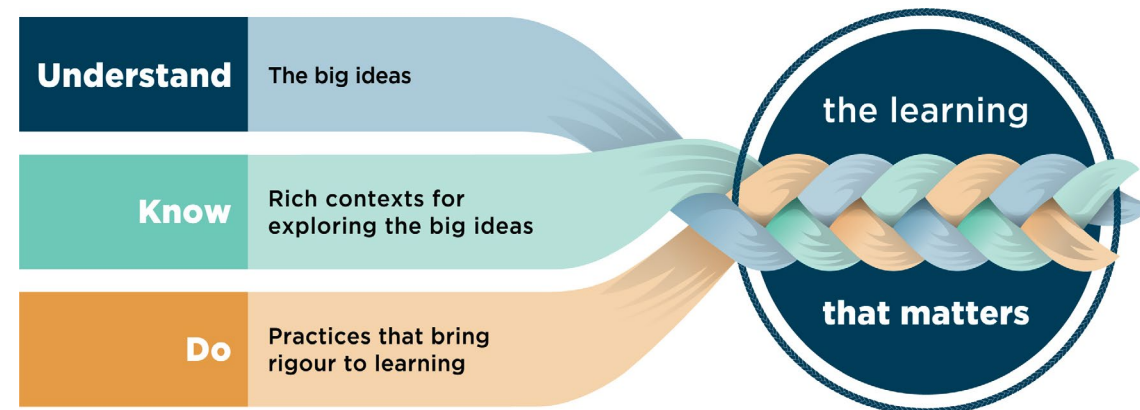 Understand
The big ideas
Know
Rich contexts for
exploring the big ideas
Do
Practices that bring
rigour to learning
the learning
that matters